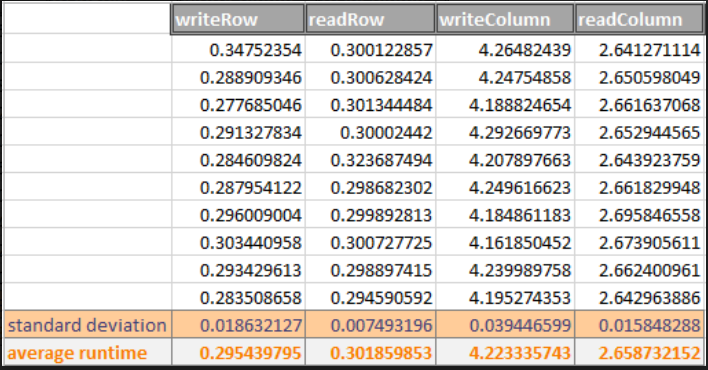 writeRow readRow writeColumn readColumn
0.34752354 0.300122857 4.26482439 2.641271114
0.288909346 0.300628424 4.24754858 2.650598049
0.277685046 0.301344484 4.188824654 2.661637068
0.291327834 0.30002442 4.292669773 2.652944565
0.284609824 0.323687494 4.207897663 2.643923759
0.287954122 0.298682302 4.249616623 2.661829948
0.296009004 0.299892813 4.184861183 2.695846558
0.303440958 0.300727725 4.161850452 2.673905611
0.293429613 0.298897415 4.239989758 2.662400961
0.283508658 0.294590592 4.195274353 2.642963886
standard deviation 0.018632127 0.007493196 0.039446599 0.015848288
average runtime 0.295439795 0.301859853 4.223335743 2.658732152